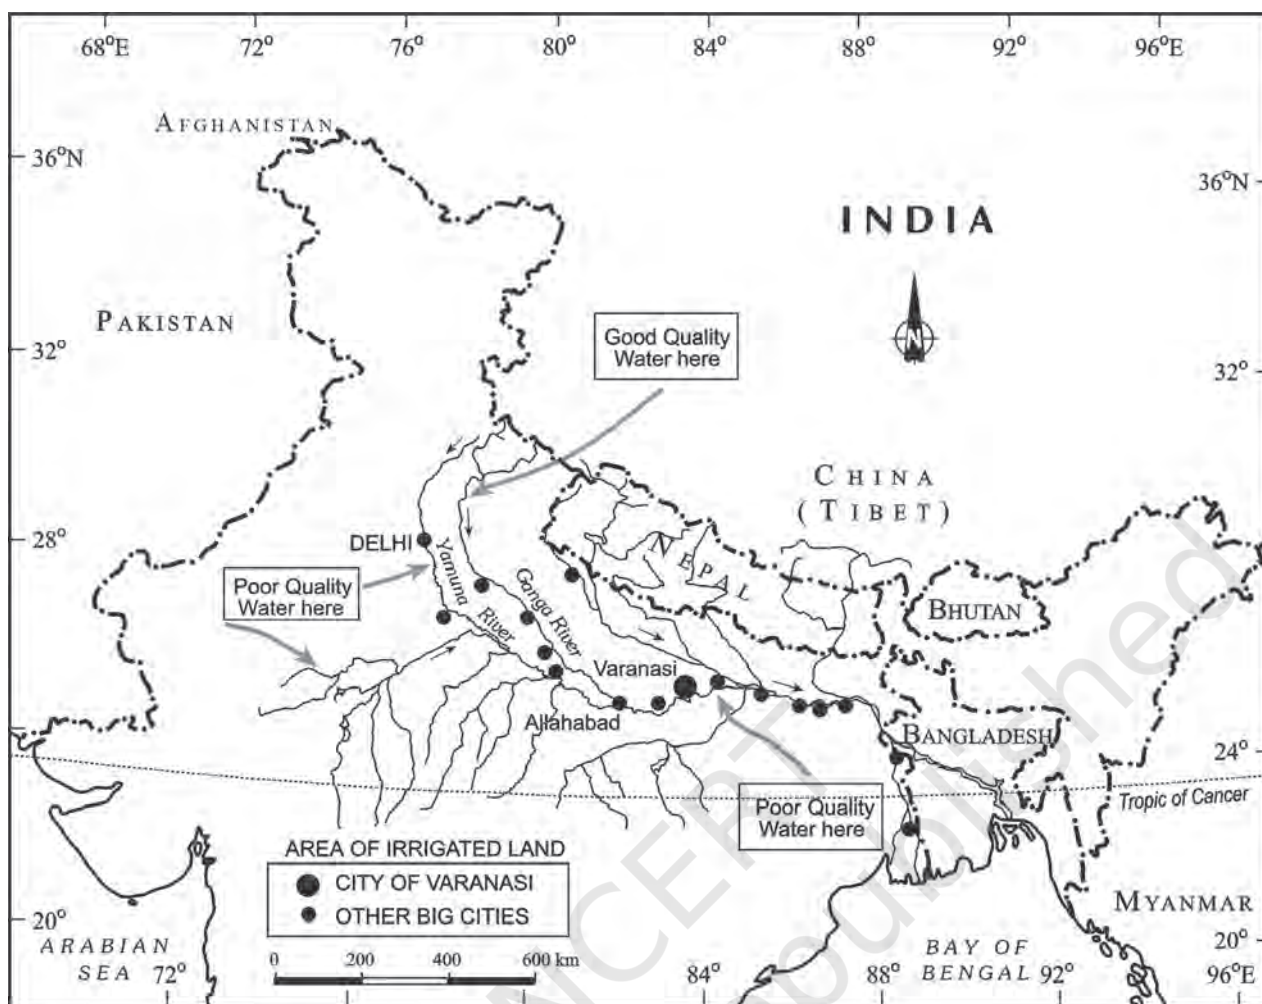 68°E 72° 76° 80° 84° 88° 92° 96°E
AFGHANISTAN
36°N
36°N
INDIA
PAKISTAN
N
Good Quality
Water here
32°
32°
CHINA
(TIBET)
28°
DELHI
NEPAL
Poor Quality
Water here
Yamuna
River
Ganga River
BHUTAN
Varanasi
Allahabad
BANGLADESH
24°
Tropic of Cancer
Poor Quality
Water here
AREA OF IRRIGATED LAND
CITY OF VARANASI
OTHER BIG CITIES
20°
MYANMAR
20°
ARABIAN
SEA
BAY OF
BENGAL
0 200 400 600 km
72° 84° 88° 92° 96°E
NCERT
published